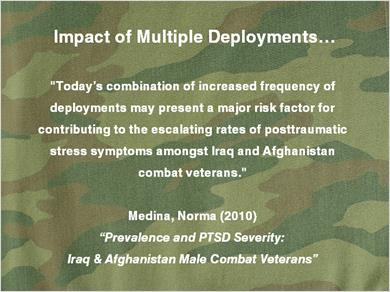 Impact of Multiple Deployments…
"Today's combination of increased frequency of
deployments may present a major risk factor for
contributing to the escalating rates of posttraumatic
stress symptoms amongst Iraq and Afghanistan
combat veterans."
Medina, Norma (2010)
“Prevalence and PTSD Severity:
Iraq & Afghanistan Male Combat Veterans”